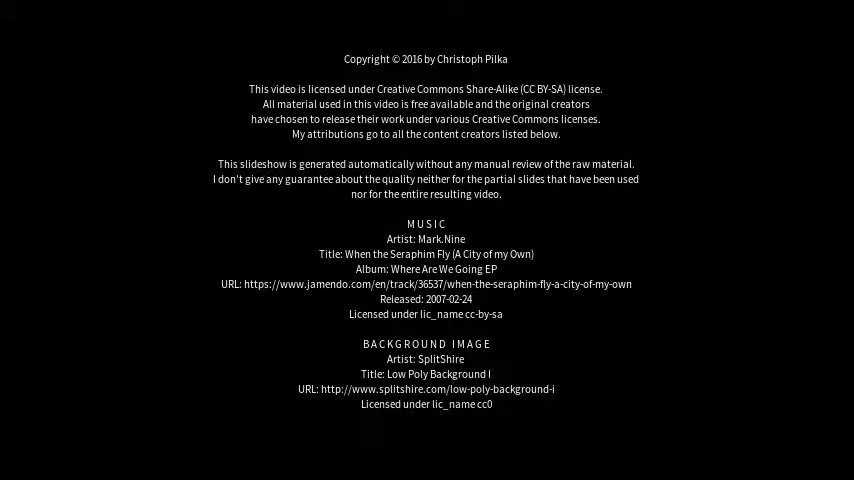 Copyright © 2016 by Christoph Pilka
This video is licensed under Creative Commons Share-Alike (CC BY-SA) license.
All material used in this video is free available and the original creators
have chosen to release their work under various Creative Commons licenses.
My attributions go to all the content creators listed below.
This slideshow is generated automatically without any manual review of the raw material.
I don't give any guarantee about the quality neither for the partial slides that have been used
nor for the entire resulting video.
MUSIC
Artist: Mark.Nine
Title: When the Seraphim Fly (A City of my Own)
Album: Where Are We Going EP
URL: https://www.jamendo.com/en/track/36537/when-the-seraphim-fly-a-city-of-my-own
Released: 2007-02-24
Licensed under lic_name cc-by-sa
BACKGROUND IMAGE
Artist: SplitShire
Title: Low Poly Background I
URL: http://www.splitshire.com/low-poly-background-i
Licensed under lic_name cc0